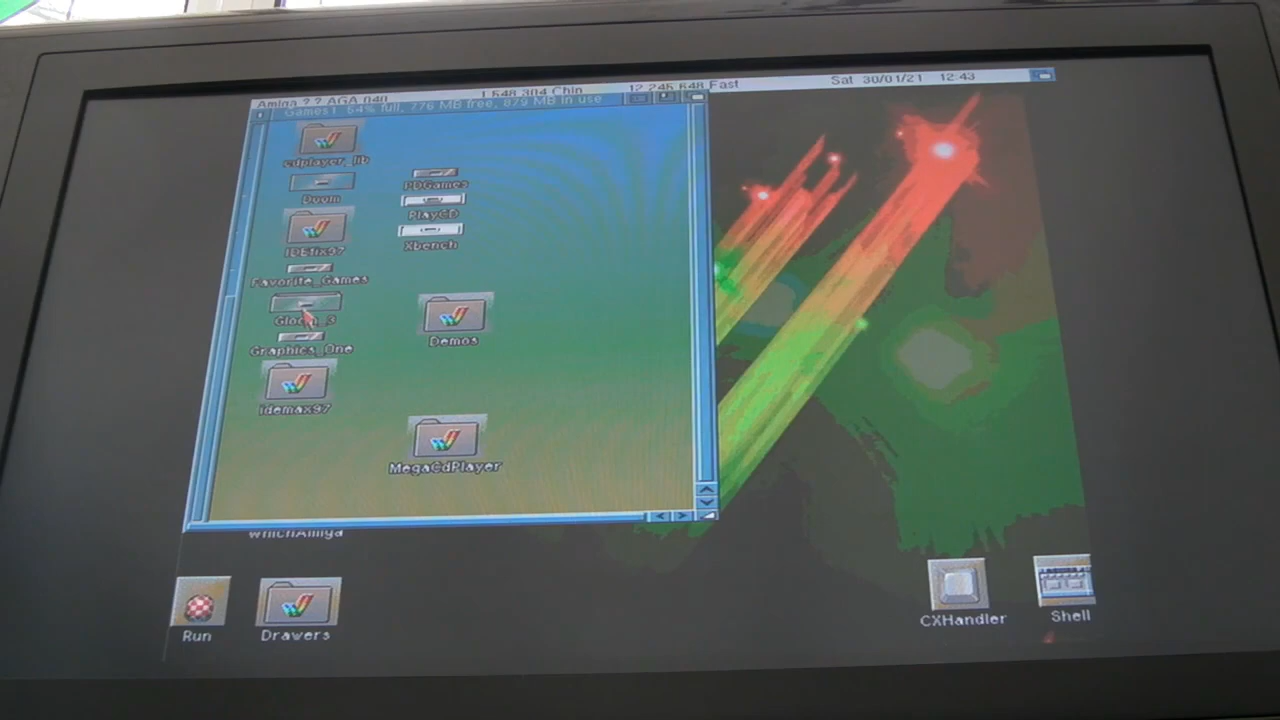 Amiga ?.? AGA 040 1,548,304 Chip 12,246,648 Fast Sat 30/01/21 12:43
Games1 64% full, 776 MB free, 879 MB in use
cdplayer_lib
PDGames
Doom
PlayCD
Xbench
IDEfix97
Favorite_Games
Gloom_3
Graphics_One
Demos
idemax97
MegaCdPlayer
whichAmiga
Run
Drawers
CXHandler
Shell